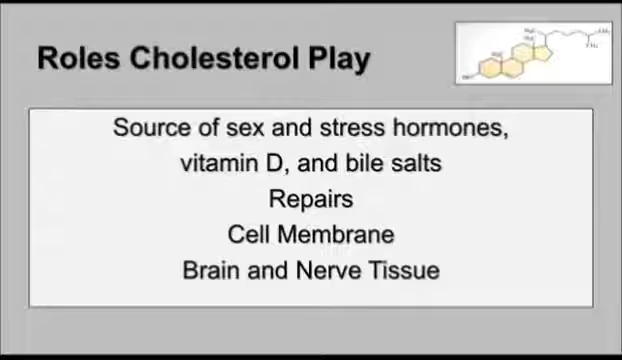 Roles Cholesterol Play
Source of sex and stress hormones,
vitamin D, and bile salts
Repairs
Cell Membrane
Brain and Nerve Tissue